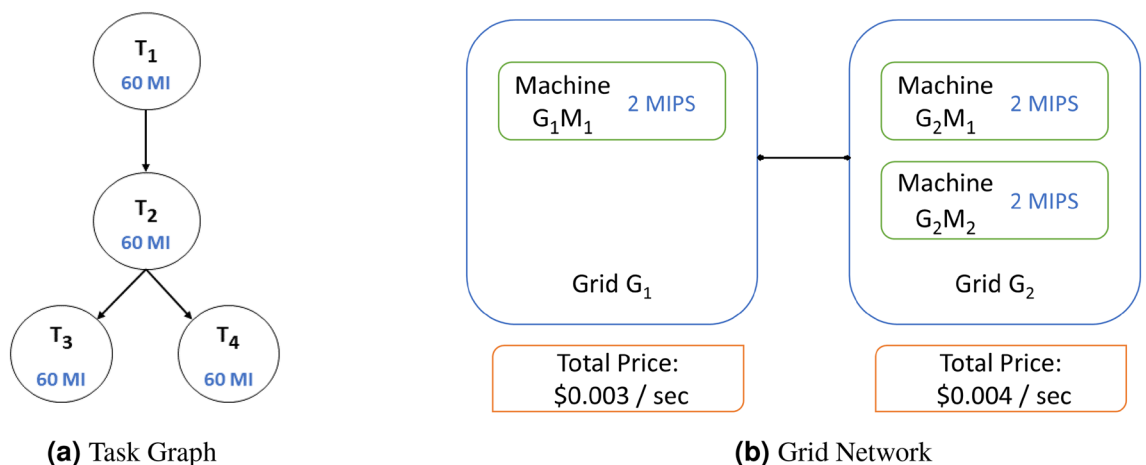 T₁
60 MI
T₂
60 MI
T₃
60 MI
T₄
60 MI
(a) Task Graph
Machine
G₁M₁
2 MIPS
Grid G₁
Total Price:
$0.003 / sec
Machine
G₂M₁
2 MIPS
Machine
G₂M₂
2 MIPS
Grid G₂
Total Price:
$0.004 / sec
(b) Grid Network